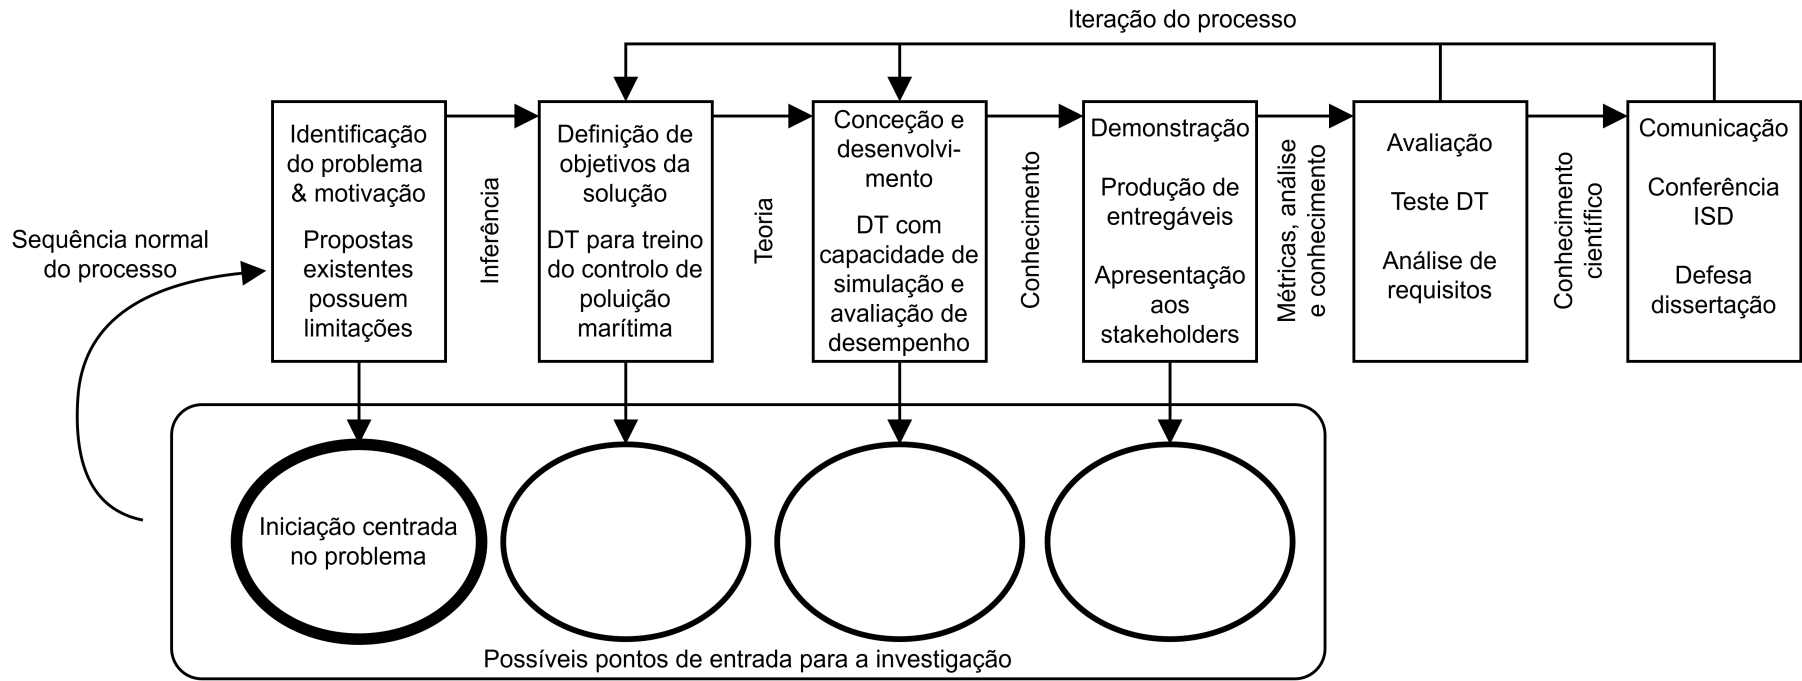 Iteração do processo
Sequência normal
do processo
Identificação
do problema
& motivação
Propostas
existentes
possuem
limitações
Inferência
Definição de
objetivos da
solução
DT para treino
do controlo de
poluição
marítima
Teoria
Conceção e
desenvolvi-
mento
DT com
capacidade de
simulação e
avaliação de
desempenho
Conhecimento
Demonstração
Produção de
entregáveis
Apresentação
aos
stakeholders
Métricas, análise
e conhecimento
Avaliação
Teste DT
Análise de
requisitos
Conhecimento
científico
Comunicação
Conferência
ISD
Defesa
dissertação
Iniciação centrada
no problema
Possíveis pontos de entrada para a investigação